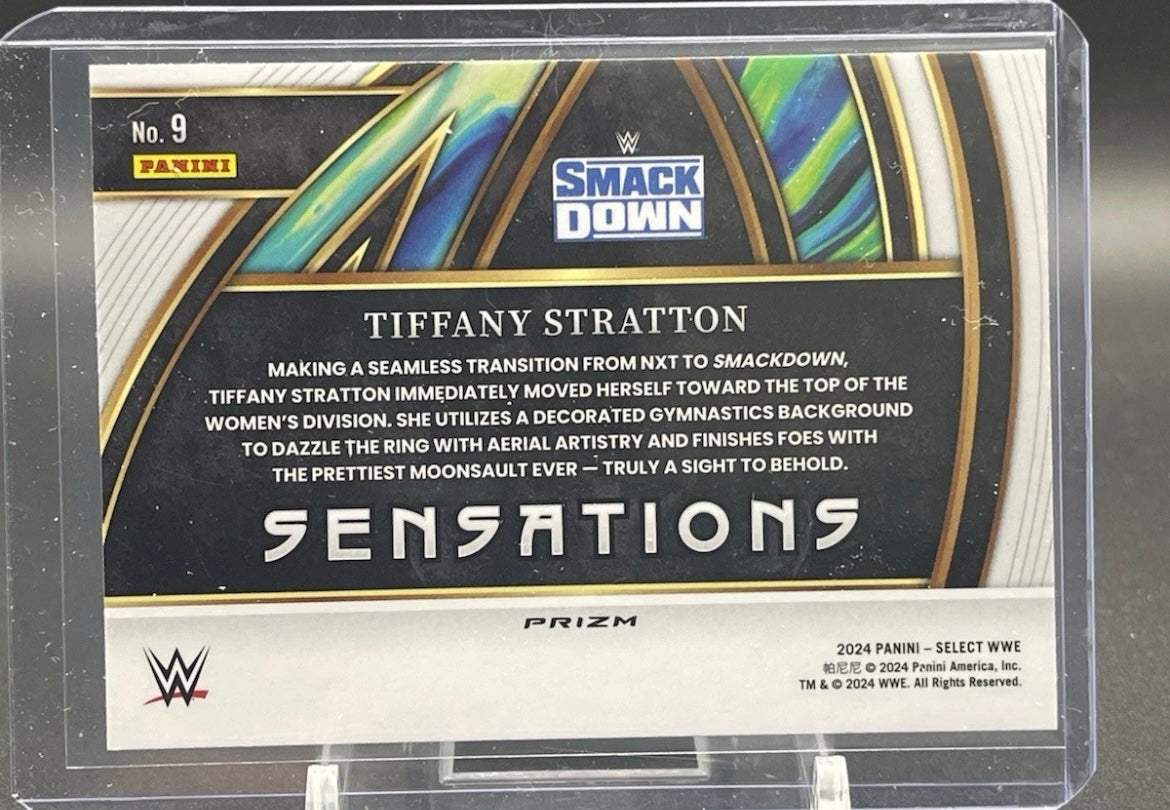 No. 9
PANINI
W
SMACK
DOWN
TIFFANY STRATTON
MAKING A SEAMLESS TRANSITION FROM NXT TO SMACKDOWN,
TIFFANY STRATTON IMMEDIATELY MOVED HERSELF TOWARD THE TOP OF THE
WOMEN'S DIVISION. SHE UTILIZES A DECORATED GYMNASTICS BACKGROUND
TO DAZZLE THE RING WITH AERIAL ARTISTRY AND FINISHES FOES WITH
THE PRETTIEST MOONSAULT EVER — TRULY A SIGHT TO BEHOLD.
SENSATIONS
PRIZM
W
2024 PANINI – SELECT WWE
帕尼尼 © 2024 Panini America, Inc.
TM & © 2024 WWE. All Rights Reserved.